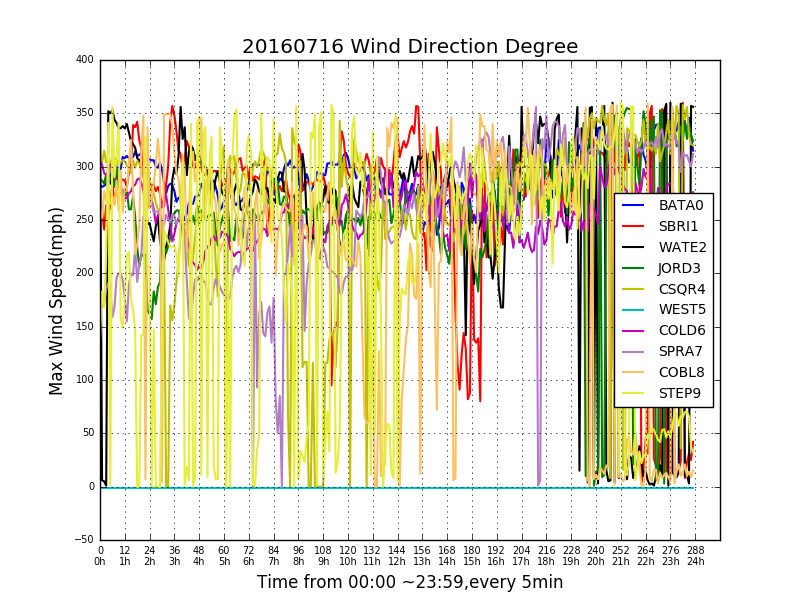 20160716 Wind Direction Degree
Max Wind Speed(mph)
400
350
300
250
200
150
100
50
0
−50
BATA0
SBRI1
WATE2
JORD3
CSQR4
WEST5
COLD6
SPRA7
COBL8
STEP9
0 12 24 36 48 60 72 84 96 108 120 132 144 156 168 180 192 204 216 228 240 252 264 276 288
0h 1h 2h 3h 4h 5h 6h 7h 8h 9h 10h 11h 12h 13h 14h 15h 16h 17h 18h 19h 20h 21h 22h 23h 24h
Time from 00:00 ~23:59,every 5min